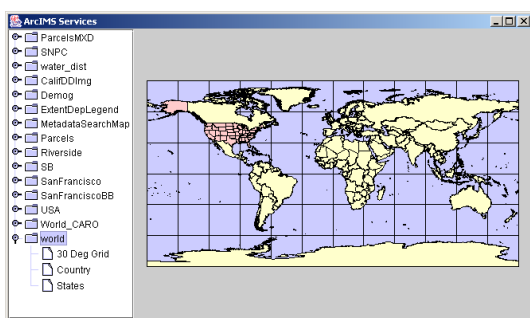 ArcIMS Services
ParcelsMXD
SNPC
water_dist
CalifDDImg
Demog
ExtentDepLegend
MetadataSearchMap
Parcels
Riverside
SB
SanFrancisco
SanFranciscoBB
USA
World_CARO
world
30 Deg Grid
Country
States